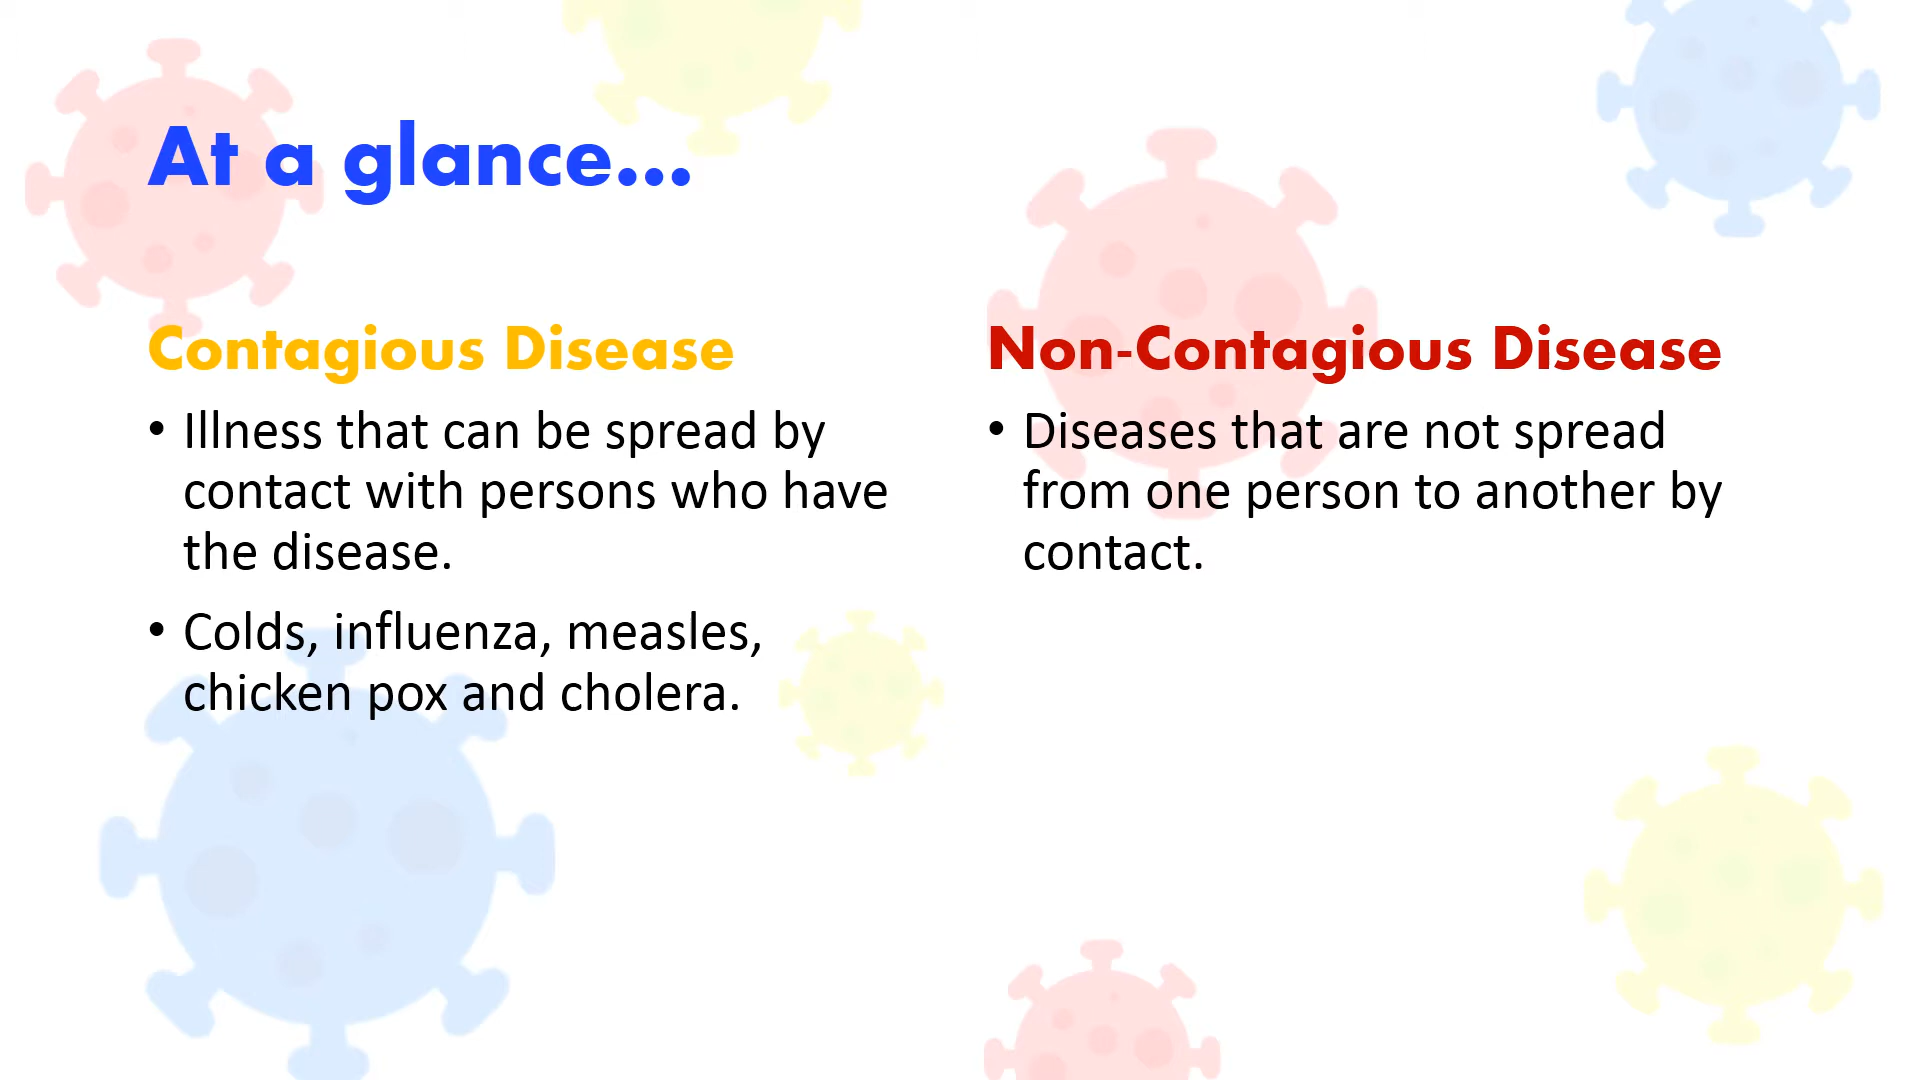 At a glance...
Contagious Disease
• Illness that can be spread by
contact with persons who have
the disease.
• Colds, influenza, measles,
chicken pox and cholera.
Non-Contagious Disease
• Diseases that are not spread
from one person to another by
contact.